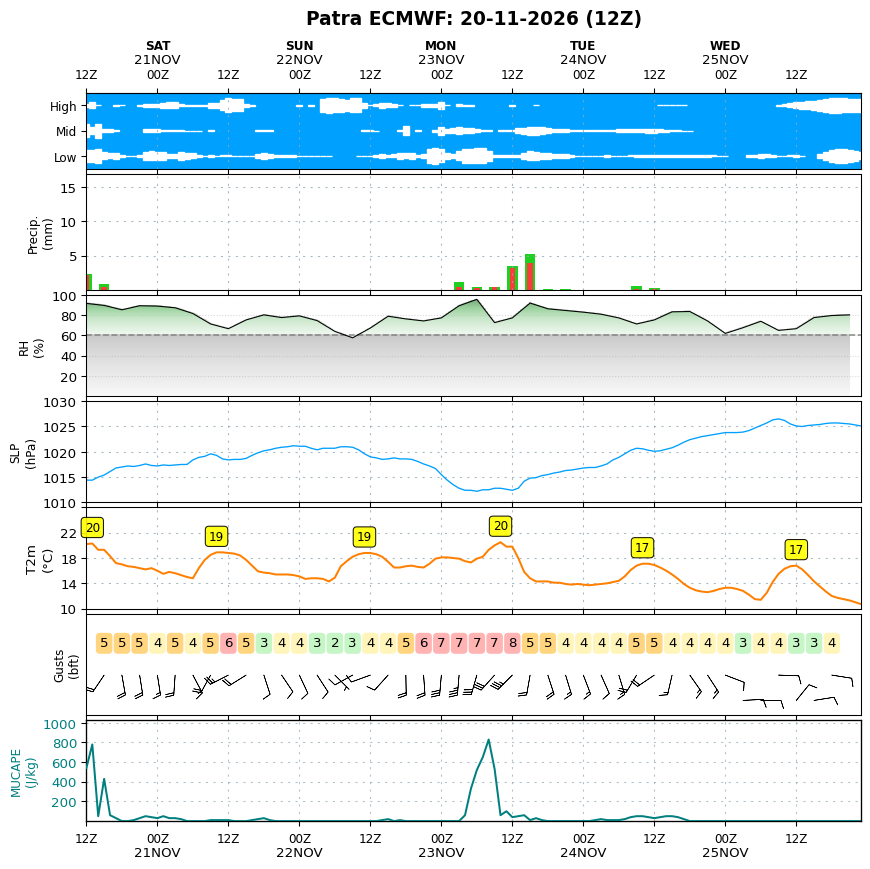 Patra ECMWF: 20-11-2026 (12Z)
SAT SUN MON TUE WED
21NOV 22NOV 23NOV 24NOV 25NOV
12Z 00Z 12Z 00Z 12Z 00Z 12Z 00Z 12Z 00Z 12Z
High
Mid
Low
Precip.
(mm)
15
10
5
RH
(%)
100
80
60
40
20
SLP
(hPa)
1030
1025
1020
1015
1010
T2m
(°C)
22
18
14
10
20 19 19 20 17 17
Gusts
(bft)
5 5 5 4 5 4 5 6 5 3 4 4 3 2 3 4 4 5 6 7 7 7 7 8 5 5 4 4 4 4 5 5 4 4 4 4 3 4 4 3 3 4
MUCAPE
(J/kg)
1000
800
600
400
200
12Z 00Z 12Z 00Z 12Z 00Z 12Z 00Z 12Z 00Z 12Z
21NOV 22NOV 23NOV 24NOV 25NOV